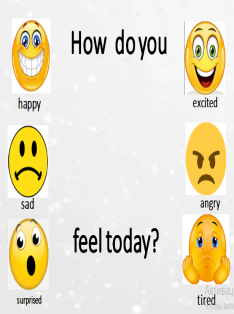 How do you
happy
excited
sad
angry
feel today?
surprised
tired